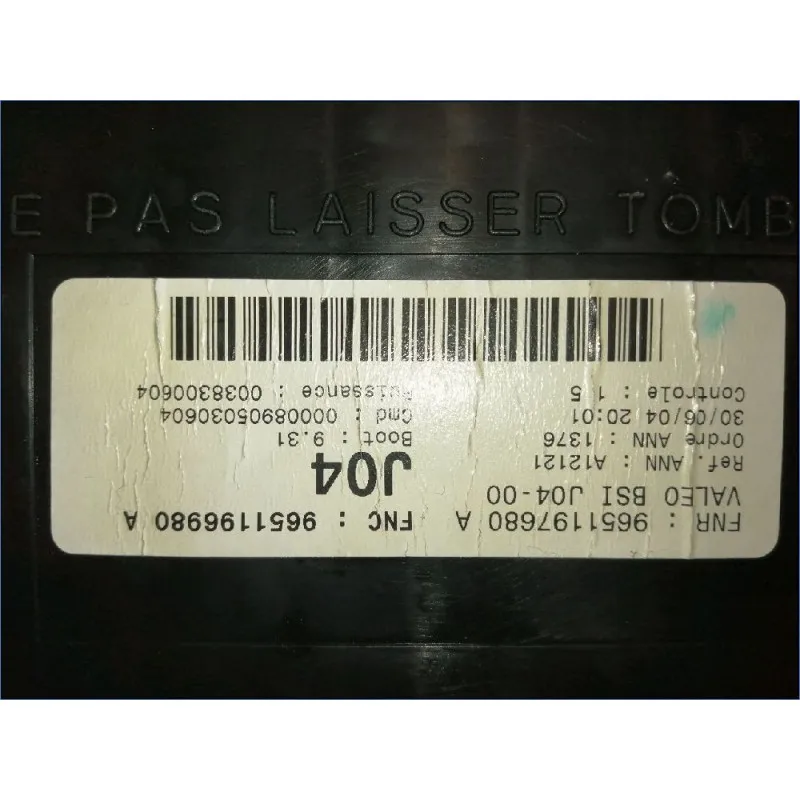 E PAS LAISSER TOMB
FNR : 9651197680 A FNC : 9651196980 A
VALEO BSI J04-00
Ref. ANN : A12121 J04
Ordre ANN : 1376 Boot : 9.31
30/06/04 20:01 Cmd : 00008905030604
Controle : 1 5 Puissance : 0038300604